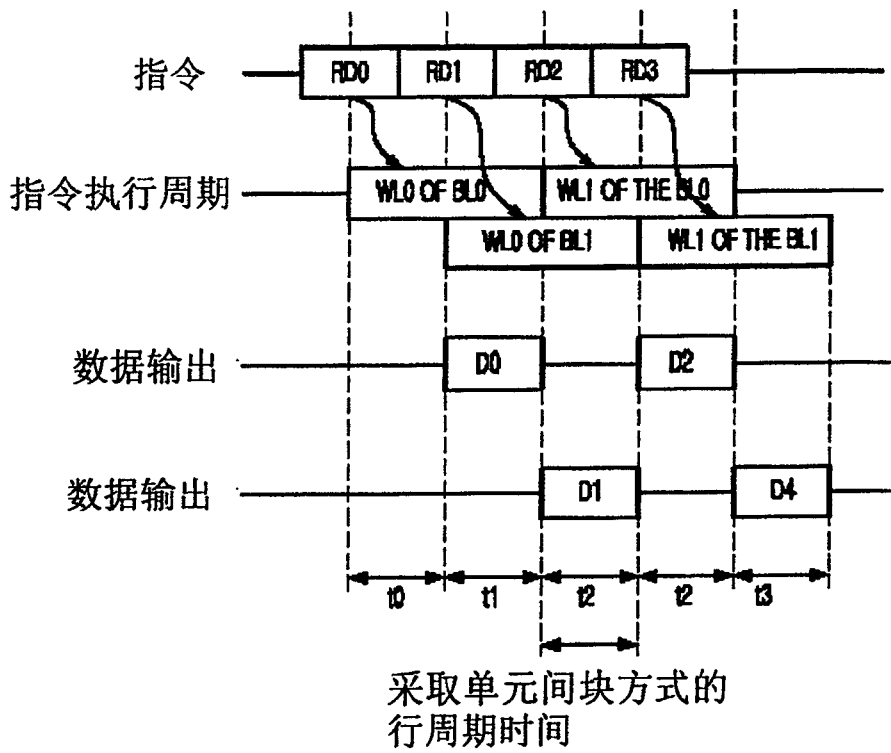 指令
RD0 RD1 RD2 RD3
指令执行周期
WL0 OF BL0 WL1 OF THE BL0
WL0 OF BL1 WL1 OF THE BL1
数据输出
D0 D2
数据输出
D1 D4
t0 t1 t2 t2 t3
采取单元间块方式的
行周期时间